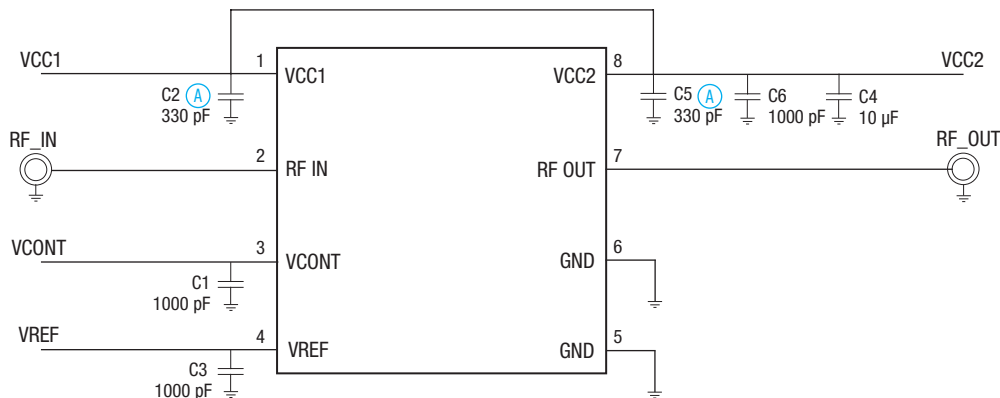 VCC1
1
VCC1
VCC2
8
VCC2
C2 A
330 pF
C5 A
330 pF
C6
1000 pF
C4
10 µF
RF_IN
2
RF IN
RF OUT
7
RF_OUT
VCONT
3
VCONT
GND
6
C1
1000 pF
VREF
4
VREF
GND
5
C3
1000 pF